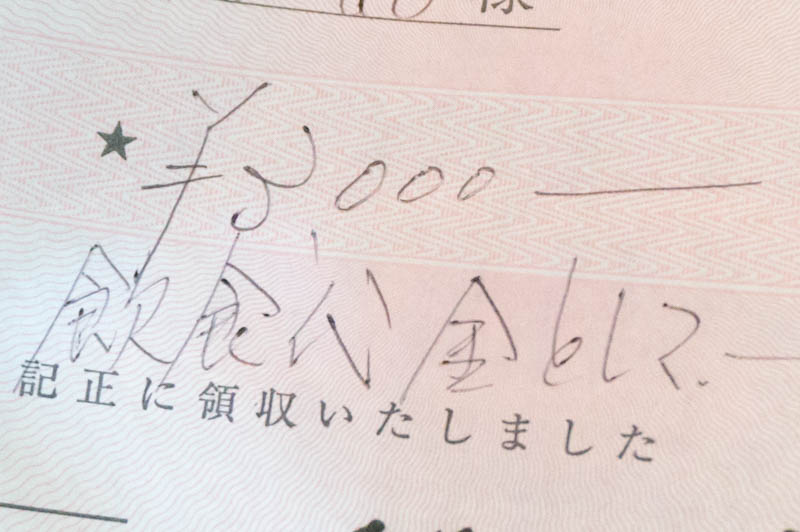 様
★ ¥3000―
飲食代金として.―
記正に領収いたしました